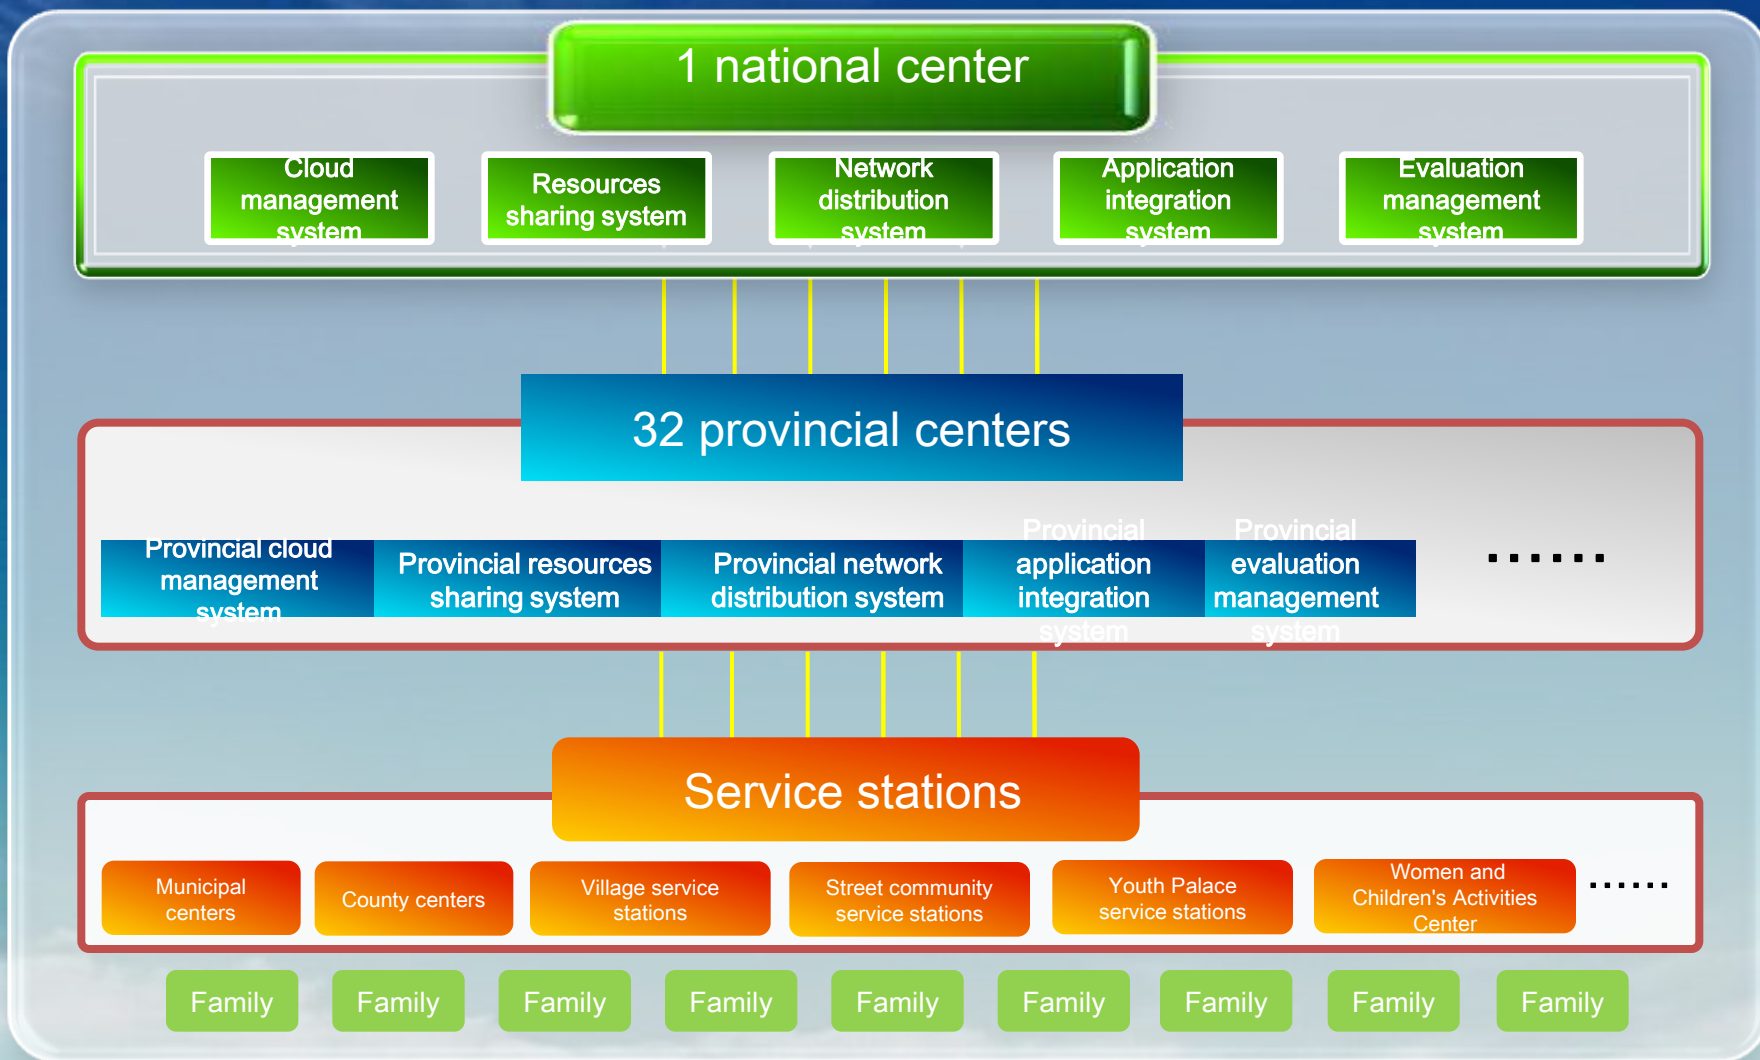 1 national center
Cloud
management
system
Resources
sharing system
Network
distribution
system
Application
integration
system
Evaluation
management
system
32 provincial centers
Provincial cloud
management
system
Provincial resources
sharing system
Provincial network
distribution system
Provincial
application
integration
system
Provincial
evaluation
management
system
......
Service stations
Municipal
centers
County centers
Village service
stations
Street community
service stations
Youth Palace
service stations
Women and
Children's Activities
Center
......
Family
Family
Family
Family
Family
Family
Family
Family
Family